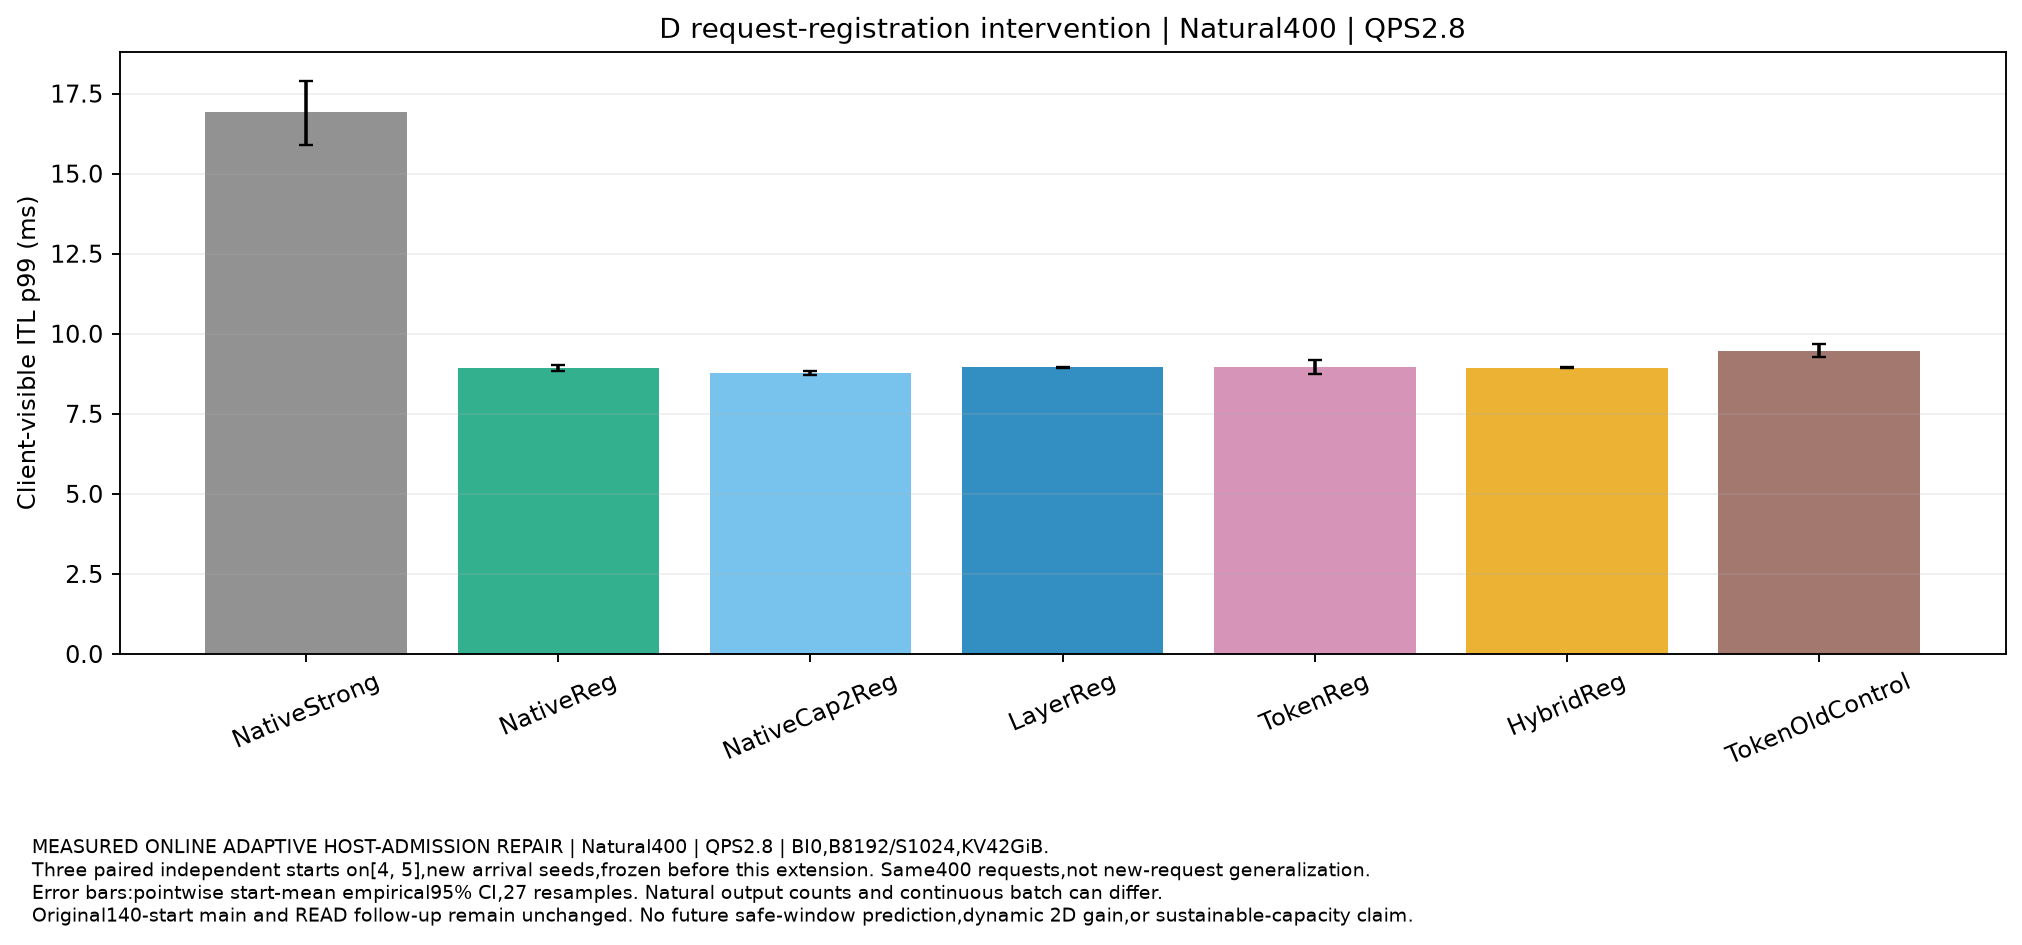 D request-registration intervention | Natural400 | QPS2.8
Client-visible ITL p99 (ms)
17.5
15.0
12.5
10.0
7.5
5.0
2.5
0.0
NativeStrong
NativeReg
NativeCap2Reg
LayerReg
TokenReg
HybridReg
TokenOldControl
MEASURED ONLINE ADAPTIVE HOST-ADMISSION REPAIR | Natural400 | QPS2.8 | BI0,B8192/S1024,KV42GiB.
Three paired independent starts on[4, 5],new arrival seeds,frozen before this extension. Same400 requests,not new-request generalization.
Error bars:pointwise start-mean empirical95% CI,27 resamples. Natural output counts and continuous batch can differ.
Original140-start main and READ follow-up remain unchanged. No future safe-window prediction,dynamic 2D gain,or sustainable-capacity claim.